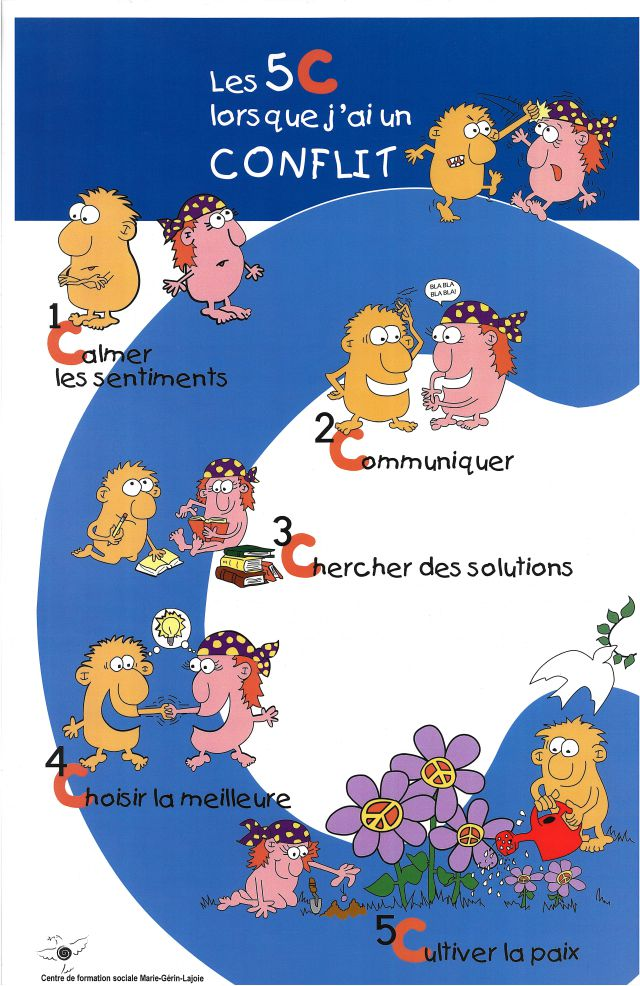 Les 5C
lorsque j'ai un
CONFLIT
1
Calmer
les sentiments
BLA BLA
BLA BLA!
2
Communiquer
3
Chercher des solutions
4
Choisir la meilleure
5
Cultiver la paix
Centre de formation sociale Marie-Gérin-Lajoie